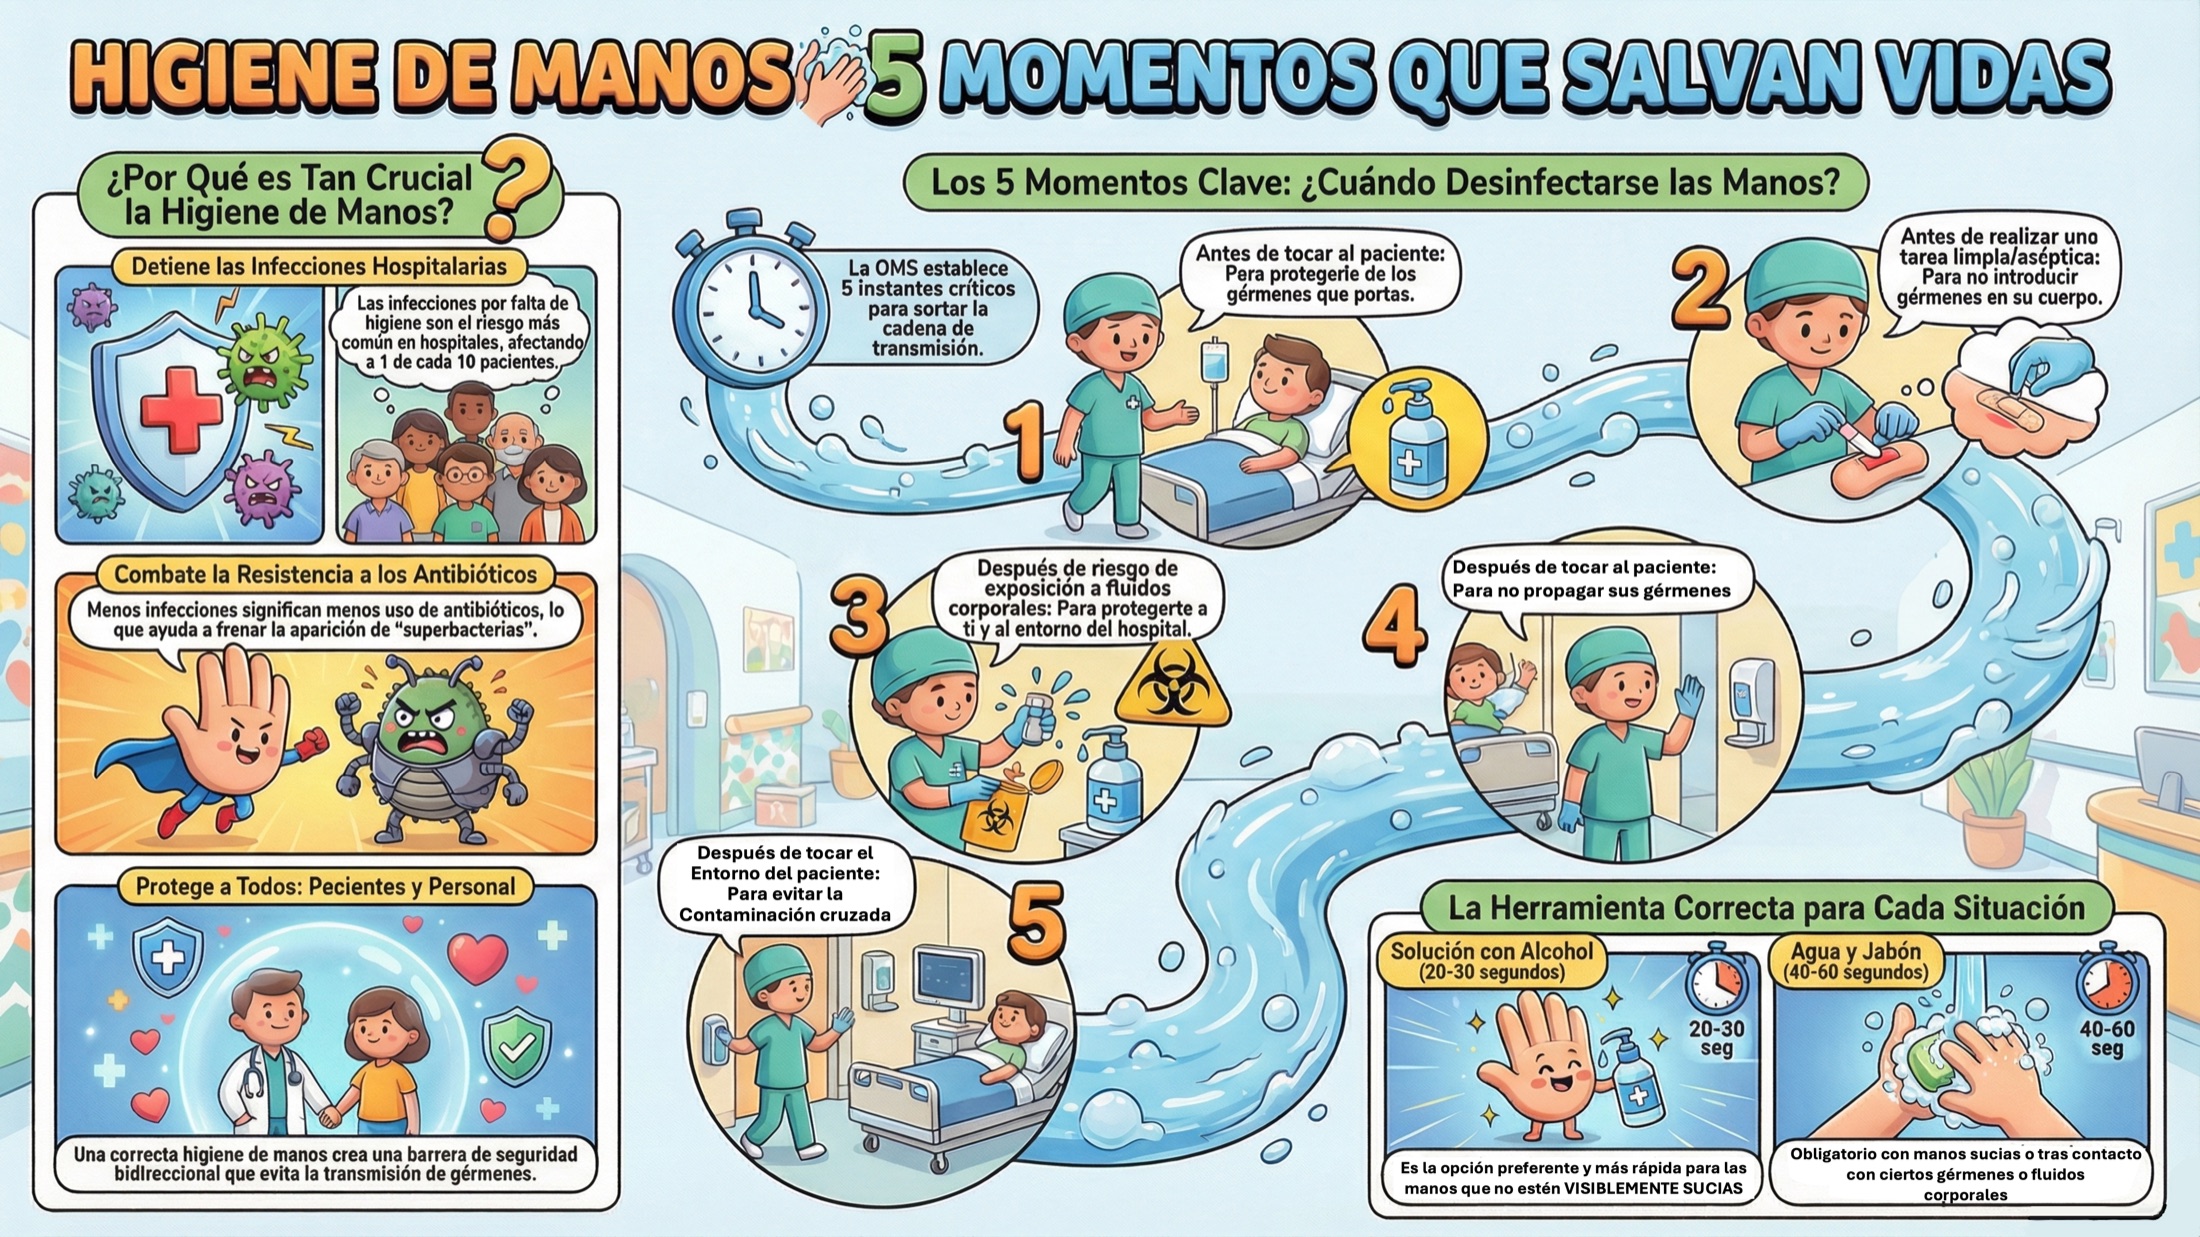 HIGIENE DE MANOS 5 MOMENTOS QUE SALVAN VIDAS
¿Por Qué es Tan Crucial
la Higiene de Manos?
?
Detiene las Infecciones Hospitalarias
Las infecciones por falta de
higiene son el riesgo más
común en hospitales, afectando
a 1 de cada 10 pacientes.
Combate la Resistencia a los Antibióticos
Menos infecciones significan menos uso de antibióticos, lo
que ayuda a frenar la aparición de “superbacterias”.
Protege a Todos: Pecientes y Personal
Una correcta higiene de manos crea una barrera de seguridad
bidIreccional que evita la transmisión de gérmenes.
Los 5 Momentos Clave: ¿Cuándo Desinfectarse las Manos?
La OMS establece
5 instantes críticos
para sortar la
cadena de
transmisión.
1
Antes de tocar al paciente:
Pera protegerie de los
gérmenes que portas.
2
Antes de realizar uno
tarea limpla/aséptica:
Para no introducir
gérmenes en su cuerpo.
3
Después de riesgo de
exposición a fluidos
corporales: Para protegerte a
ti y al entorno del hospital.
4
Después de tocar al paciente:
Para no propagar sus gérmenes
5
Después de tocar el
Entorno del paciente:
Para evitar la
Contaminación cruzada
La Herramienta Correcta para Cada Situación
Solución con Alcohol
(20-30 segundos)
20-30
seg
Es la opción preferente y más rápida para las
manos que no estén VISIBLEMENTE SUCIAS
Agua y Jabón
(40-60 segundos)
40-60
seg
Obligatorio con manos sucias o tras contacto
con ciertos gérmenes o fluidos
corporales